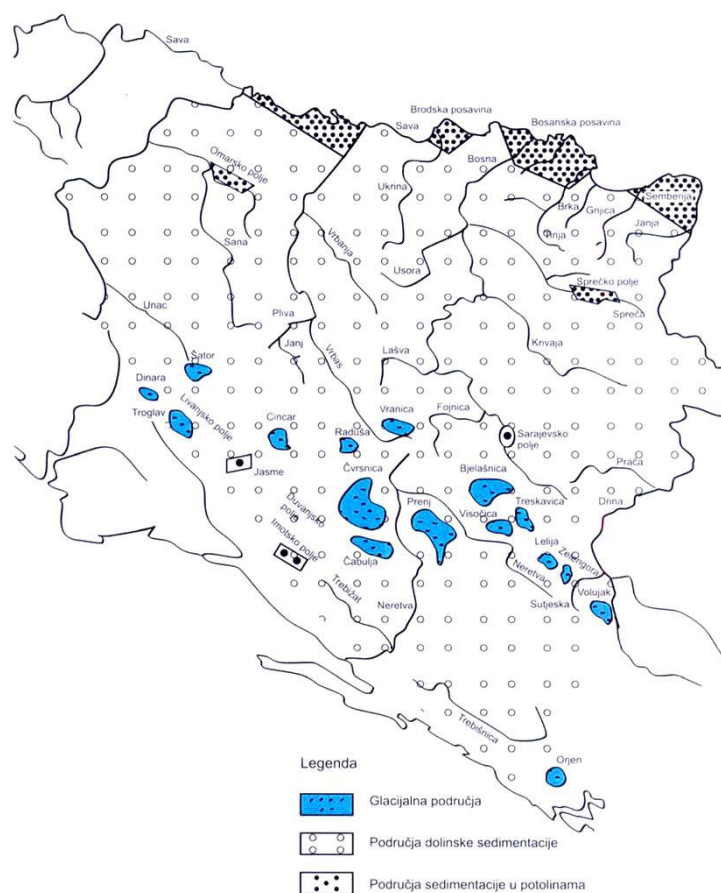 Sava
Brodska posavina
Sava
Bosanska posavina
Bosna
Omarsko polje
Ukrina
Semberija
Brka
Gnjica
Janja
Tinja
Sana
Vrbanja
Usora
Sprečko polje
Spreča
Unac
Pliva
Janj
Vrbas
Krivaja
Lašva
Šator
Dinara
Troglav
Livanjsko polje
Cincar
Raduša
Vranica
Fojnica
Sarajevsko
polje
Jasme
Čvrsnica
Bjelašnica
Prača
Duvanjsko
polje
Prenj
Visočica
Treskavica
Drina
Imotsko polje
Čabulja
Lelija
Zelengora
Neretva
Trebižat
Neretva
Sutjeska
Volujak
Trebišnica
Orjen
Legenda
Glacijalna područja
Područja dolinske sedimentacije
Područja sedimentacije u potolinama